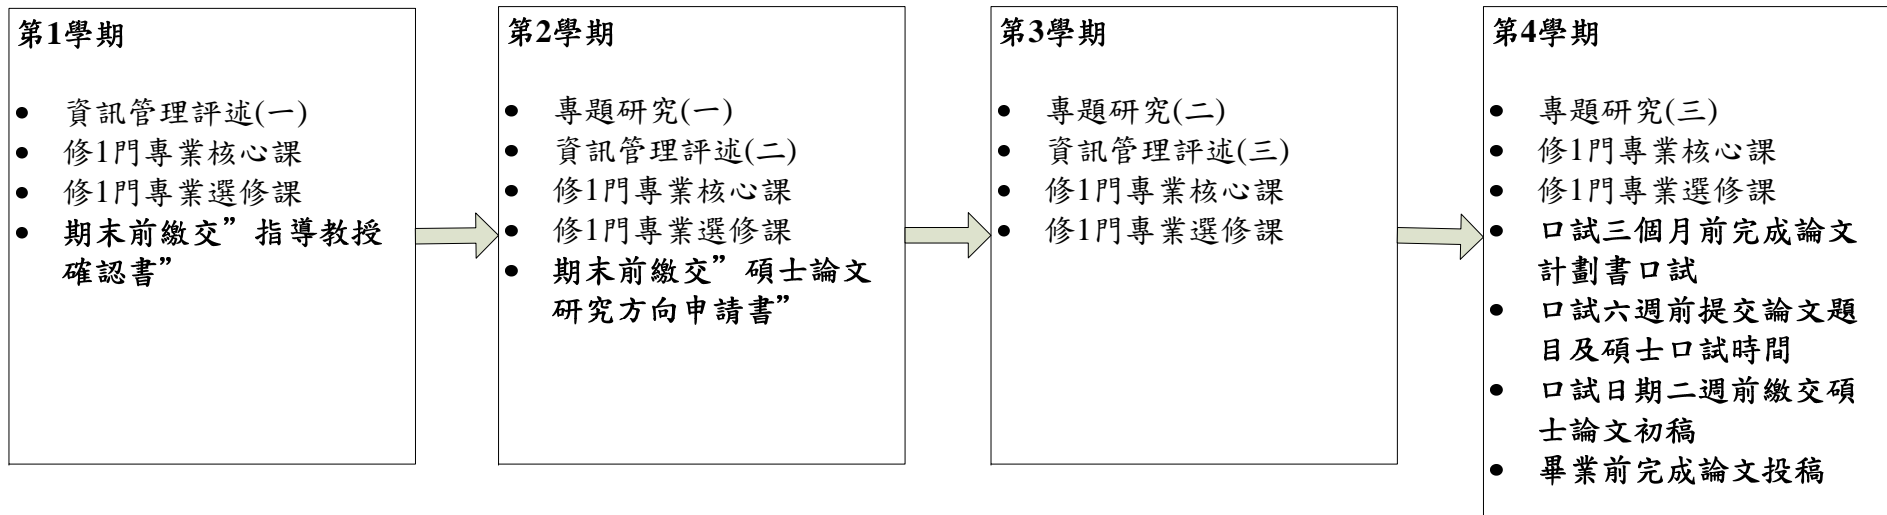 第1學期
• 資訊管理評述(一)
• 修1門專業核心課
• 修1門專業選修課
• 期末前繳交”指導教授
確認書”
第2學期
• 專題研究(一)
• 資訊管理評述(二)
• 修1門專業核心課
• 修1門專業選修課
• 期末前繳交”碩士論文
研究方向申請書”
第3學期
• 專題研究(二)
• 資訊管理評述(三)
• 修1門專業核心課
• 修1門專業選修課
第4學期
• 專題研究(三)
• 修1門專業核心課
• 修1門專業選修課
• 口試三個月前完成論文
計劃書口試
• 口試六週前提交論文題
目及碩士口試時間
• 口試日期二週前繳交碩
士論文初稿
• 畢業前完成論文投稿